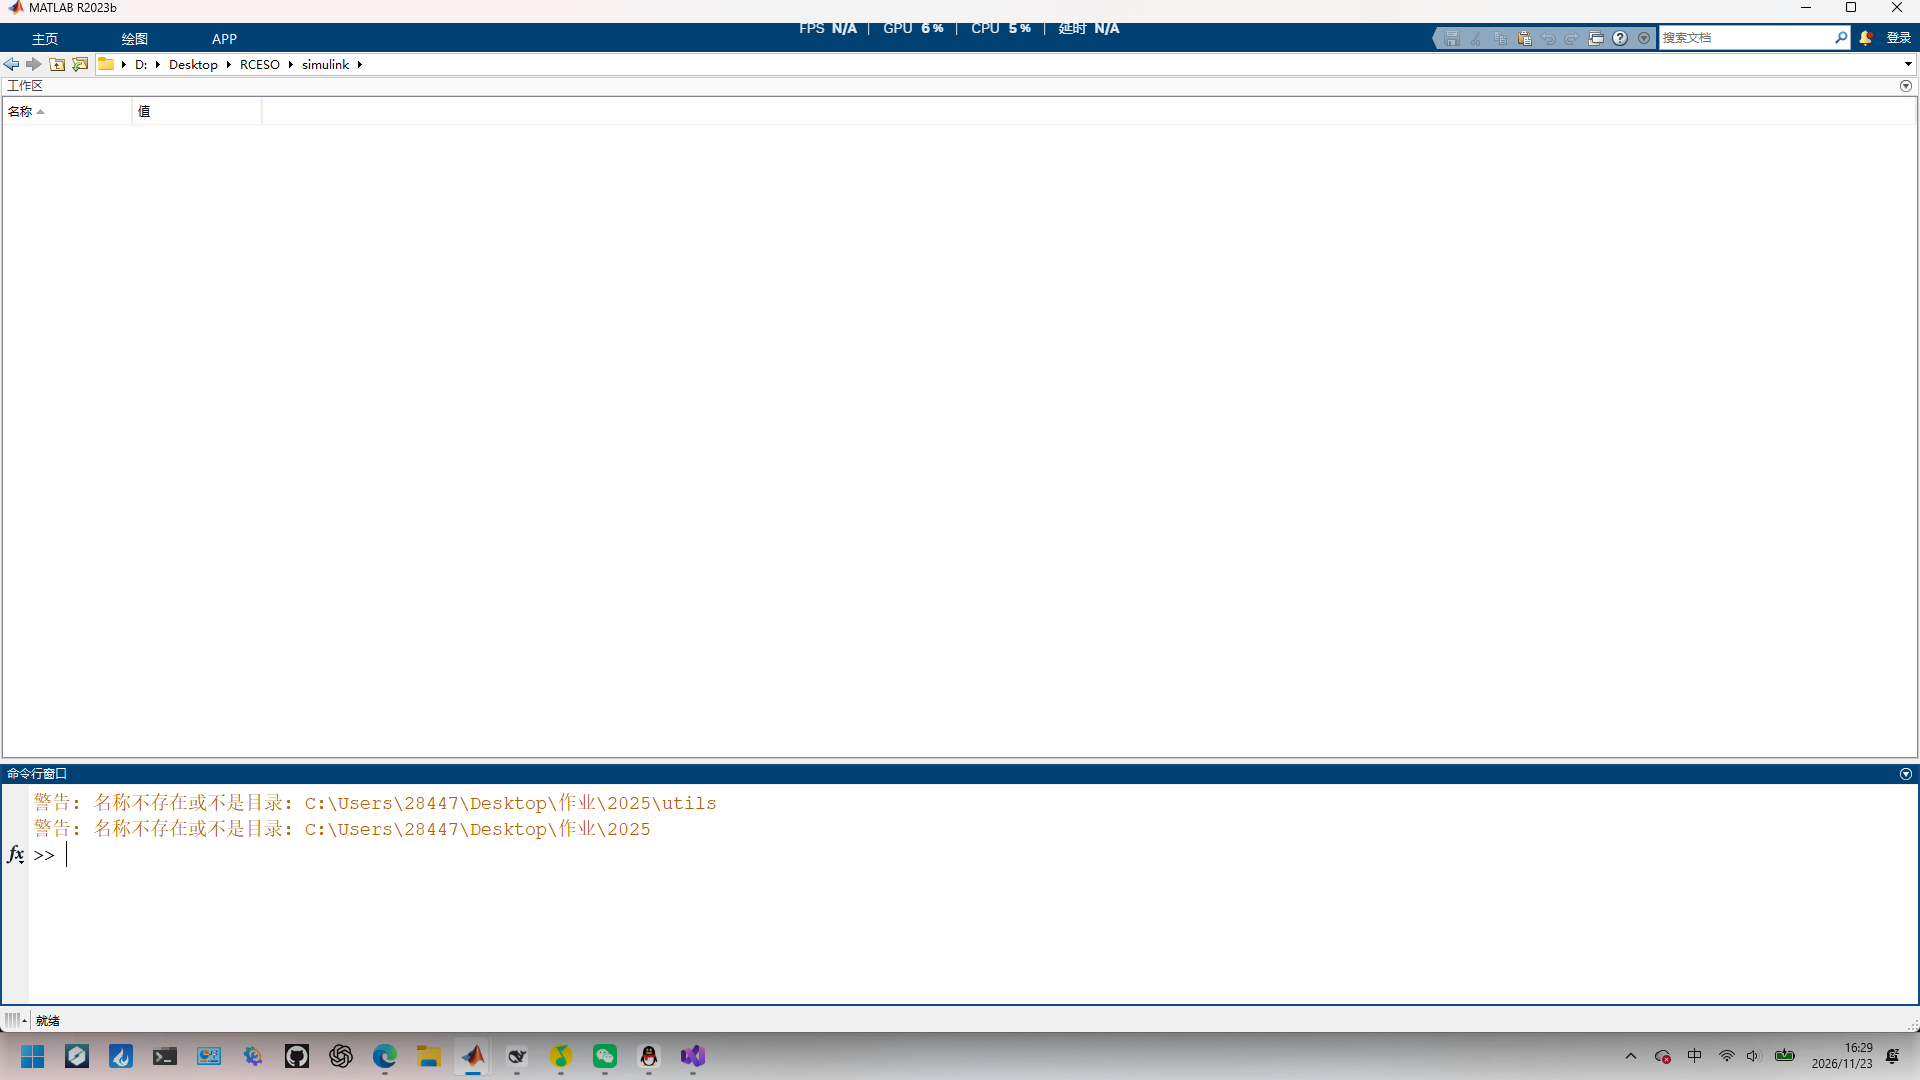 MATLAB R2023b
FPS N/A | GPU 6% | CPU 5% | 延时 N/A
主页 绘图 APP
搜索文档
登录
D: Desktop RCESO simulink
工作区
名称 值
命令行窗口
警告: 名称不存在或不是目录: C:\Users\28447\Desktop\作业\2025\utils
警告: 名称不存在或不是目录: C:\Users\28447\Desktop\作业\2025
fx >>
就绪
中
16:29
2026/11/23